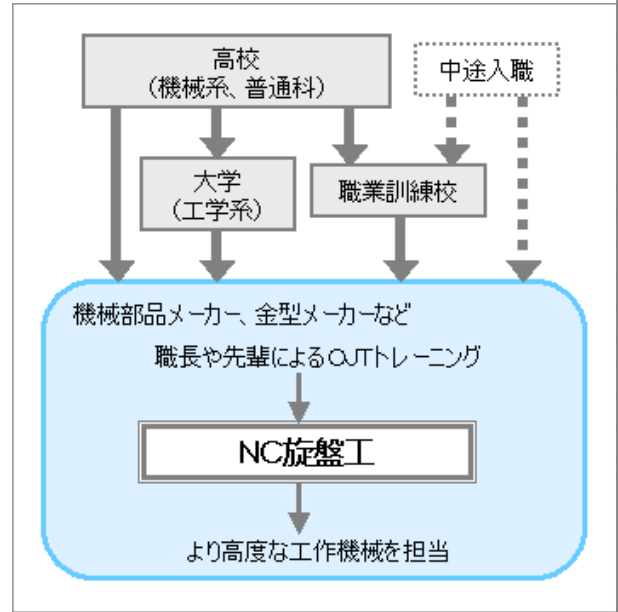 高校
(機械系、普通科)
中途入職
大学
(工学系)
職業訓練校
機械部品メーカー、金型メーカーなど
職長や先輩によるOJTトレーニング
NC旋盤工
より高度な工作機械を担当